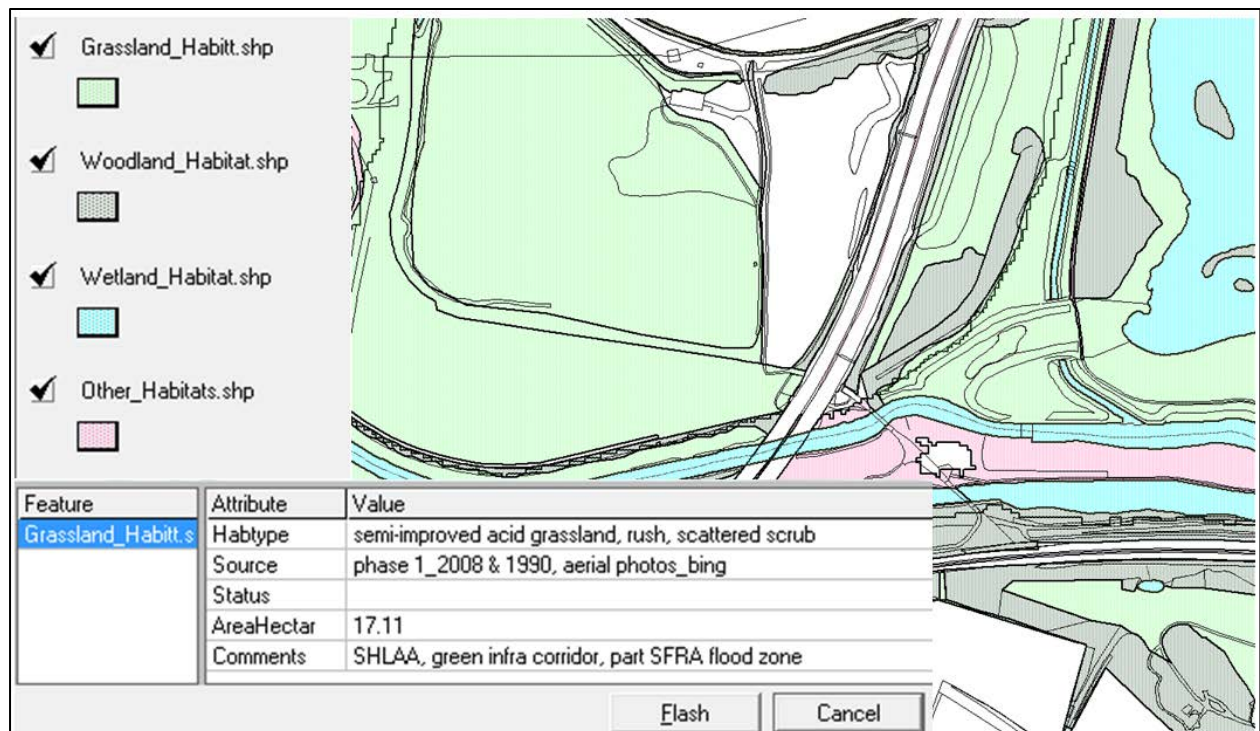 Grassland_Habitt.shp
Woodland_Habitat.shp
Wetland_Habitat.shp
Other_Habitats.shp
Feature Attribute Value
Grassland_Habitt.s Habtype semi-improved acid grassland, rush, scattered scrub
Source phase 1_2008 & 1990, aerial photos_bing
Status
AreaHectar 17.11
Comments SHLAA, green infra corridor, part SFRA flood zone
Flash Cancel